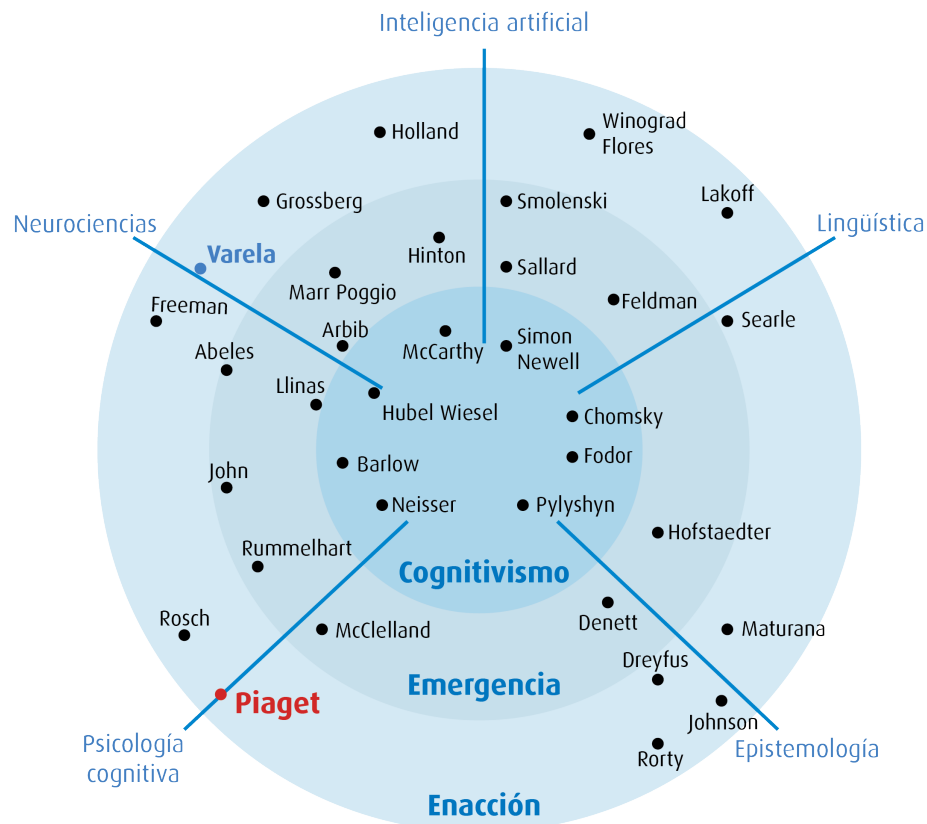 Inteligencia artificial
Holland
Winograd
Flores
Lakoff
Grossberg
Smolenski
Neurociencias
Lingüística
Varela
Hinton
Sallard
Marr Poggio
Feldman
Freeman
Searle
Arbib
McCarthy
Simon
Newell
Abeles
Llinas
Hubel Wiesel
Chomsky
Barlow
Fodor
John
Neisser
Pylyshyn
Hofstaedter
Rummelhart
Cognitivismo
Rosch
McClelland
Denett
Maturana
Dreyfus
Emergencia
Piaget
Johnson
Psicología
cognitiva
Epistemología
Rorty
Enacción